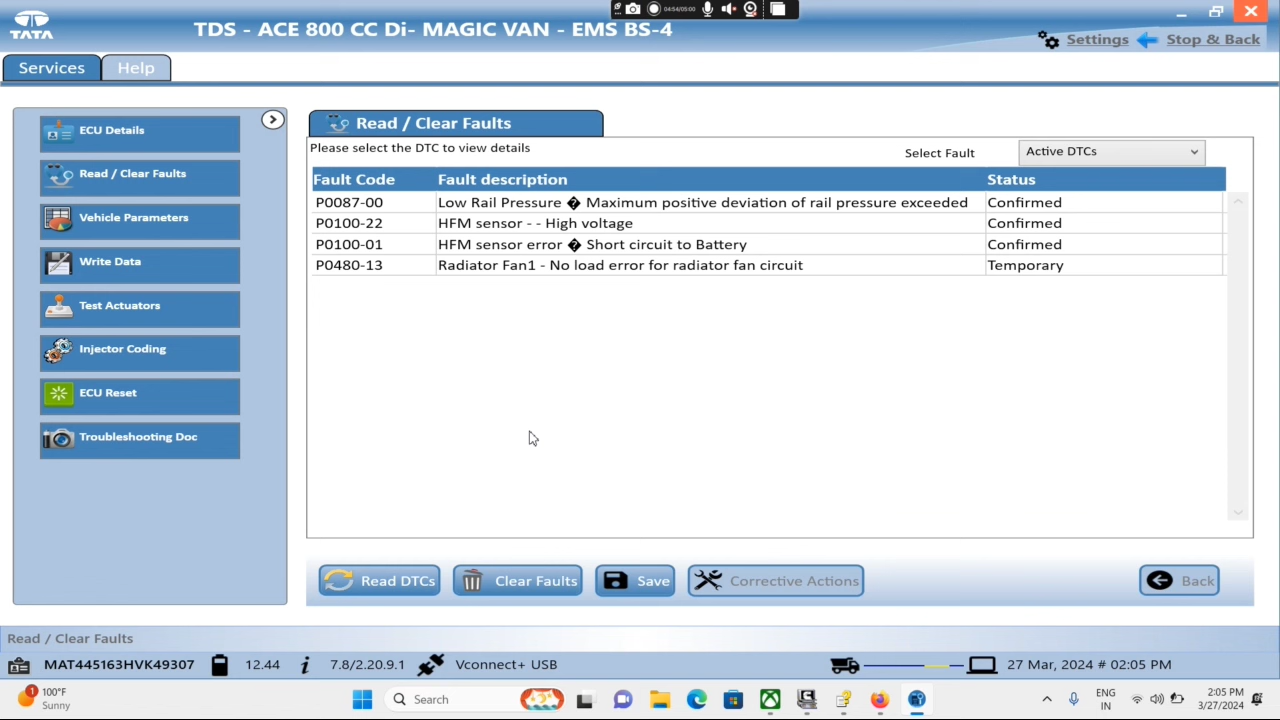 04:54/05:00
TATA
TDS - ACE 800 CC Di- MAGIC VAN - EMS BS-4
Settings
Stop & Back
Services
Help
ECU Details
Read / Clear Faults
Vehicle Parameters
Write Data
Test Actuators
Injector Coding
ECU Reset
Troubleshooting Doc
Read / Clear Faults
Please select the DTC to view details
Select Fault
Active DTCs
Fault Code Fault description Status
P0087-00 Low Rail Pressure � Maximum positive deviation of rail pressure exceeded Confirmed
P0100-22 HFM sensor - - High voltage Confirmed
P0100-01 HFM sensor error � Short circuit to Battery Confirmed
P0480-13 Radiator Fan1 - No load error for radiator fan circuit Temporary
Read DTCs
Clear Faults
Save
Corrective Actions
Back
Read / Clear Faults
MAT445163HVK49307 12.44 7.8/2.20.9.1 Vconnect+ USB 27 Mar, 2024 # 02:05 PM
1
100°F
Sunny
Search
ENG
IN
2:05 PM
3/27/2024